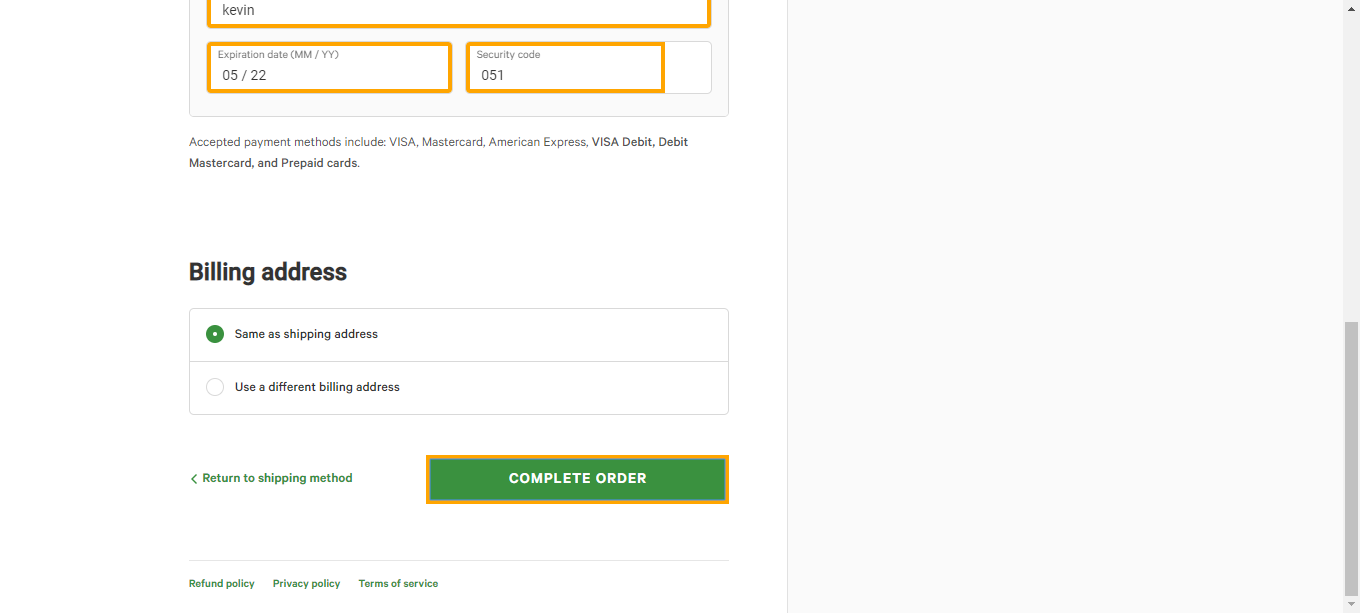 kevin
Expiration date (MM / YY)
05 / 22
Security code
051
Accepted payment methods include: VISA, Mastercard, American Express, VISA Debit, Debit
Mastercard, and Prepaid cards.
Billing address
Same as shipping address
Use a different billing address
Return to shipping method
COMPLETE ORDER
Refund policy
Privacy policy
Terms of service